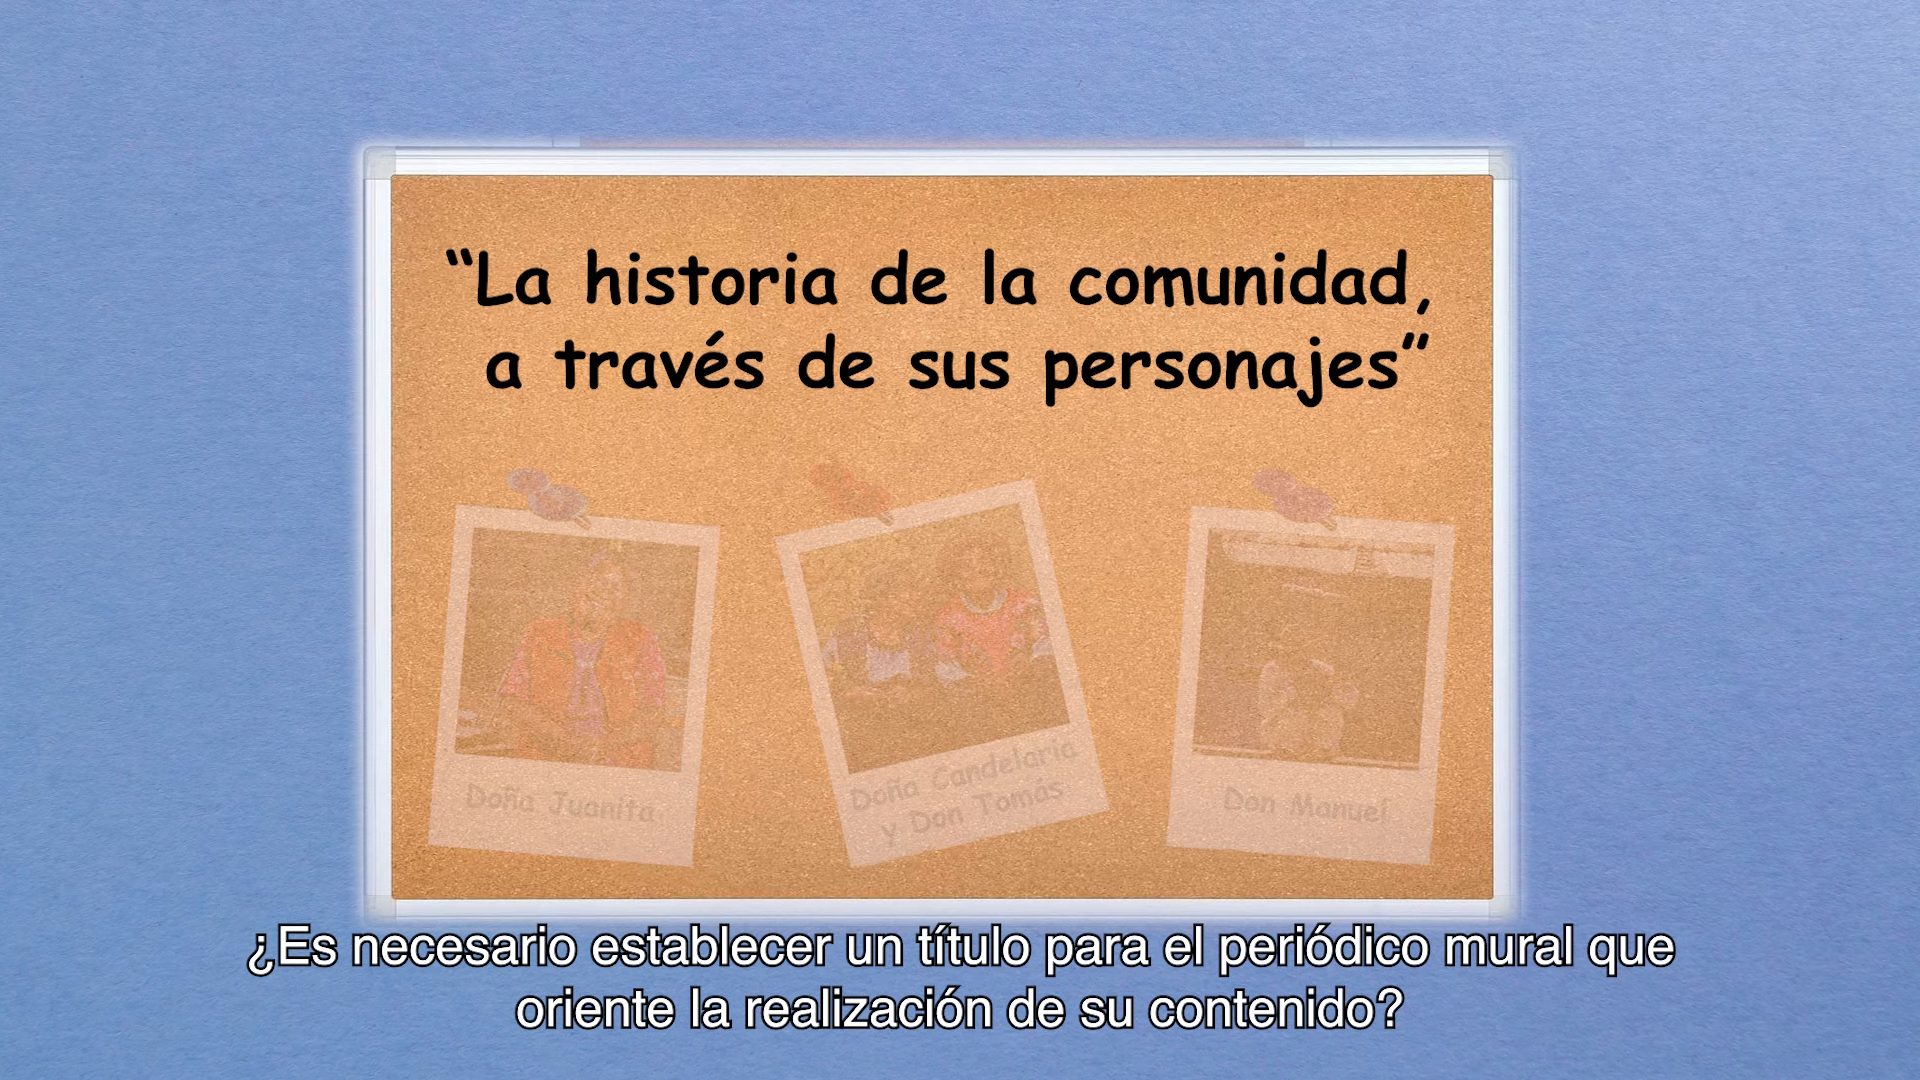 “La historia de la comunidad,
a través de sus personajes”
Doña Juanita
Doña Candelaria
y Don Tomás
Don Manuel
¿Es necesario establecer un título para el periódico mural que
oriente la realización de su contenido?